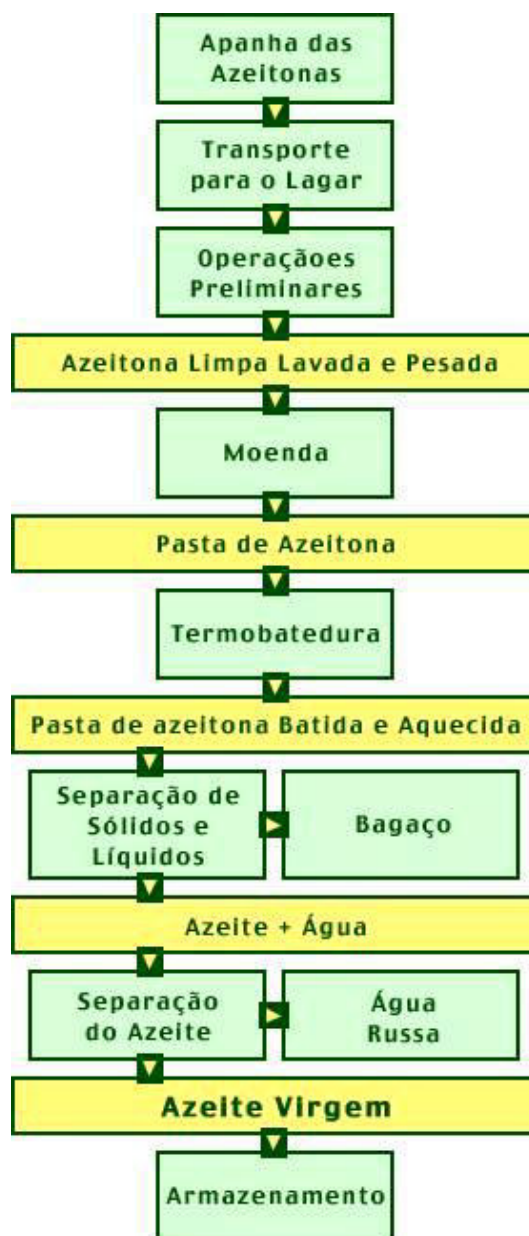 Apanha das
Azeitonas
Transporte
para o Lagar
Operaçãoes
Preliminares
Azeitona Limpa Lavada e Pesada
Moenda
Pasta de Azeitona
Termobatedura
Pasta de azeitona Batida e Aquecida
Separação de
Sólidos e
Líquidos
Bagaço
Azeite + Água
Separação
do Azeite
Água
Russa
Azeite Virgem
Armazenamento